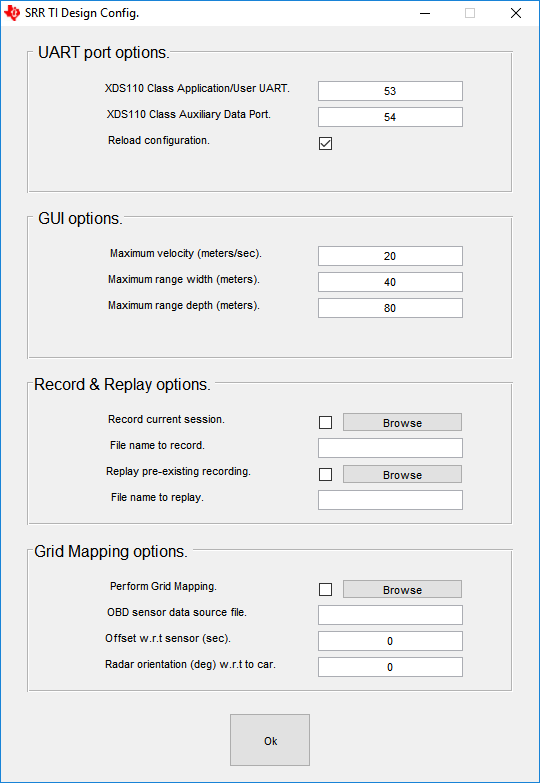 SRR TI Design Config.
UART port options.
XDS110 Class Application/User UART. 53
XDS110 Class Auxiliary Data Port. 54
Reload configuration.
GUI options.
Maximum velocity (meters/sec). 20
Maximum range width (meters). 40
Maximum range depth (meters). 80
Record & Replay options.
Record current session. Browse
File name to record.
Replay pre-existing recording. Browse
File name to replay.
Grid Mapping options.
Perform Grid Mapping. Browse
OBD sensor data source file.
Offset w.r.t sensor (sec). 0
Radar orientation (deg) w.r.t to car. 0
Ok